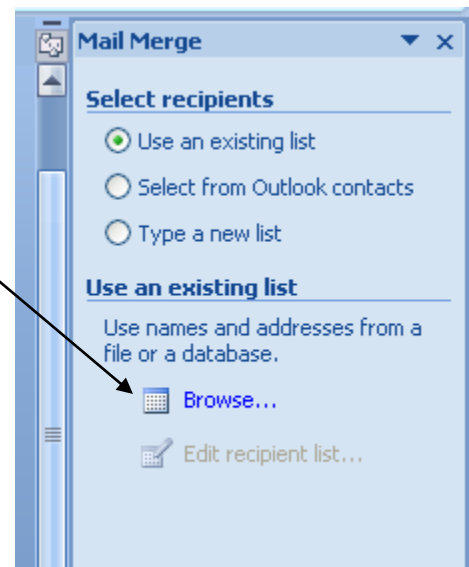 Mail Merge
Select recipients
Use an existing list
Select from Outlook contacts
Type a new list
Use an existing list
Use names and addresses from a
file or a database.
Browse...
Edit recipient list...